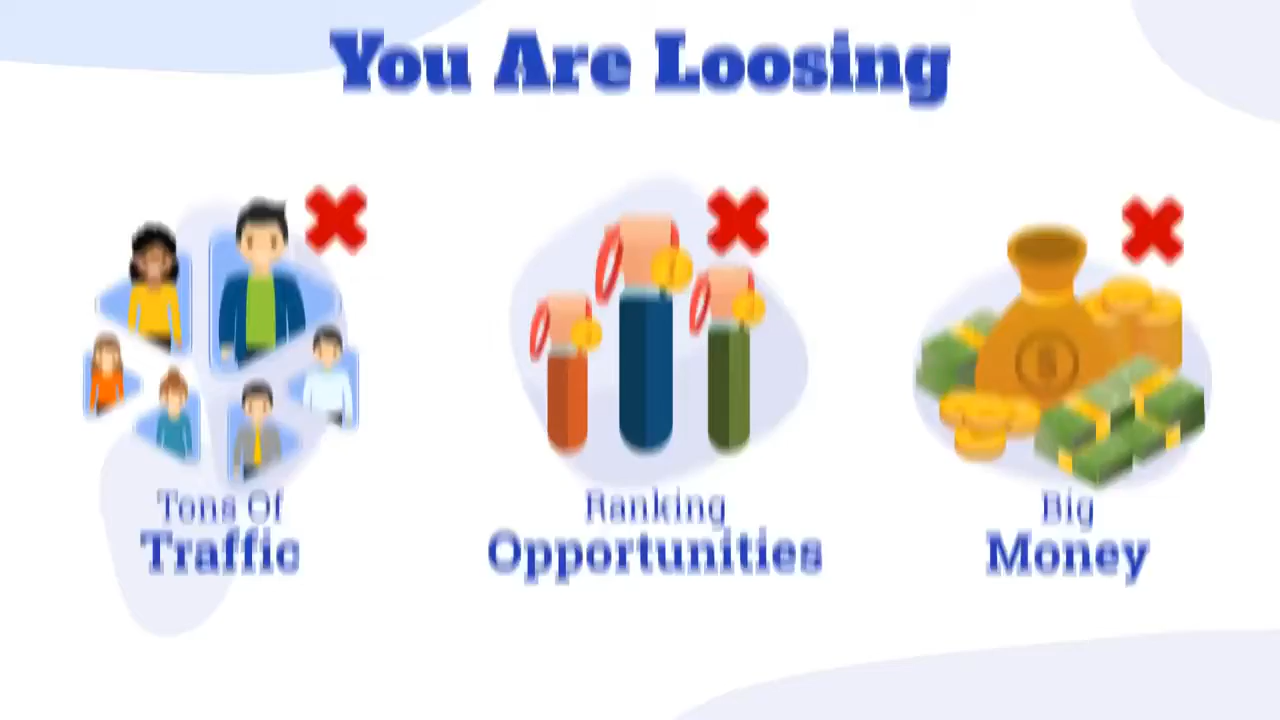 You Are Loosing
Tons Of
Traffic
Ranking
Opportunities
Big
Money